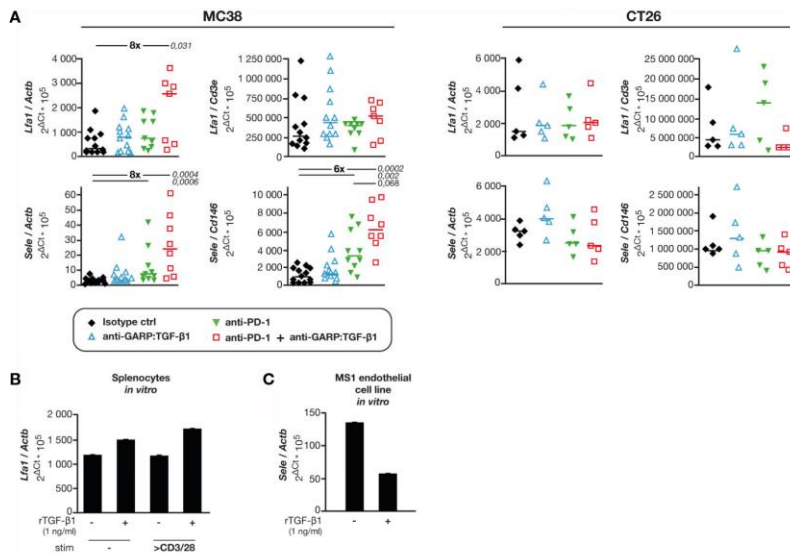 A
MC38
CT26
Lfa1 / Actb
2^ΔCt * 10^5
4 000
3 000
2 000
1 000
0
8x
0,031
Lfa1 / Cd3e
2^ΔCt * 10^5
1 250 000
1 000 000
750 000
500 000
250 000
0
Lfa1 / Actb
2^ΔCt * 10^5
6 000
4 000
2 000
0
Lfa1 / Cd3e
2^ΔCt * 10^5
25 000 000
20 000 000
15 000 000
10 000 000
5 000 000
0
Sele / Actb
2^ΔCt * 10^5
60
50
40
30
20
10
0
8x
0,0004
0,0006
Sele / Cd146
2^ΔCt * 10^5
10 000
8 000
6 000
4 000
2 000
0
6x
0,0002
0,002
0,068
Sele / Actb
2^ΔCt * 10^5
6 000
4 000
2 000
0
Sele / Cd146
2^ΔCt * 10^5
3 000 000
2 500 000
2 000 000
1 500 000
1 000 000
500 000
0
Isotype ctrl
anti-PD-1
anti-GARP:TGF-β1
anti-PD-1 + anti-GARP:TGF-β1
B
Splenocytes
in vitro
Lfa1 / Actb
2^ΔCt * 10^5
2 000
1 500
1 000
500
0
rTGF-β1
(1 ng/ml)
- + - +
stim
- >CD3/28
C
MS1 endothelial
cell line
in vitro
Sele / Actb
2^ΔCt * 10^5
150
100
50
0
rTGF-β1
(1 ng/ml)
- +